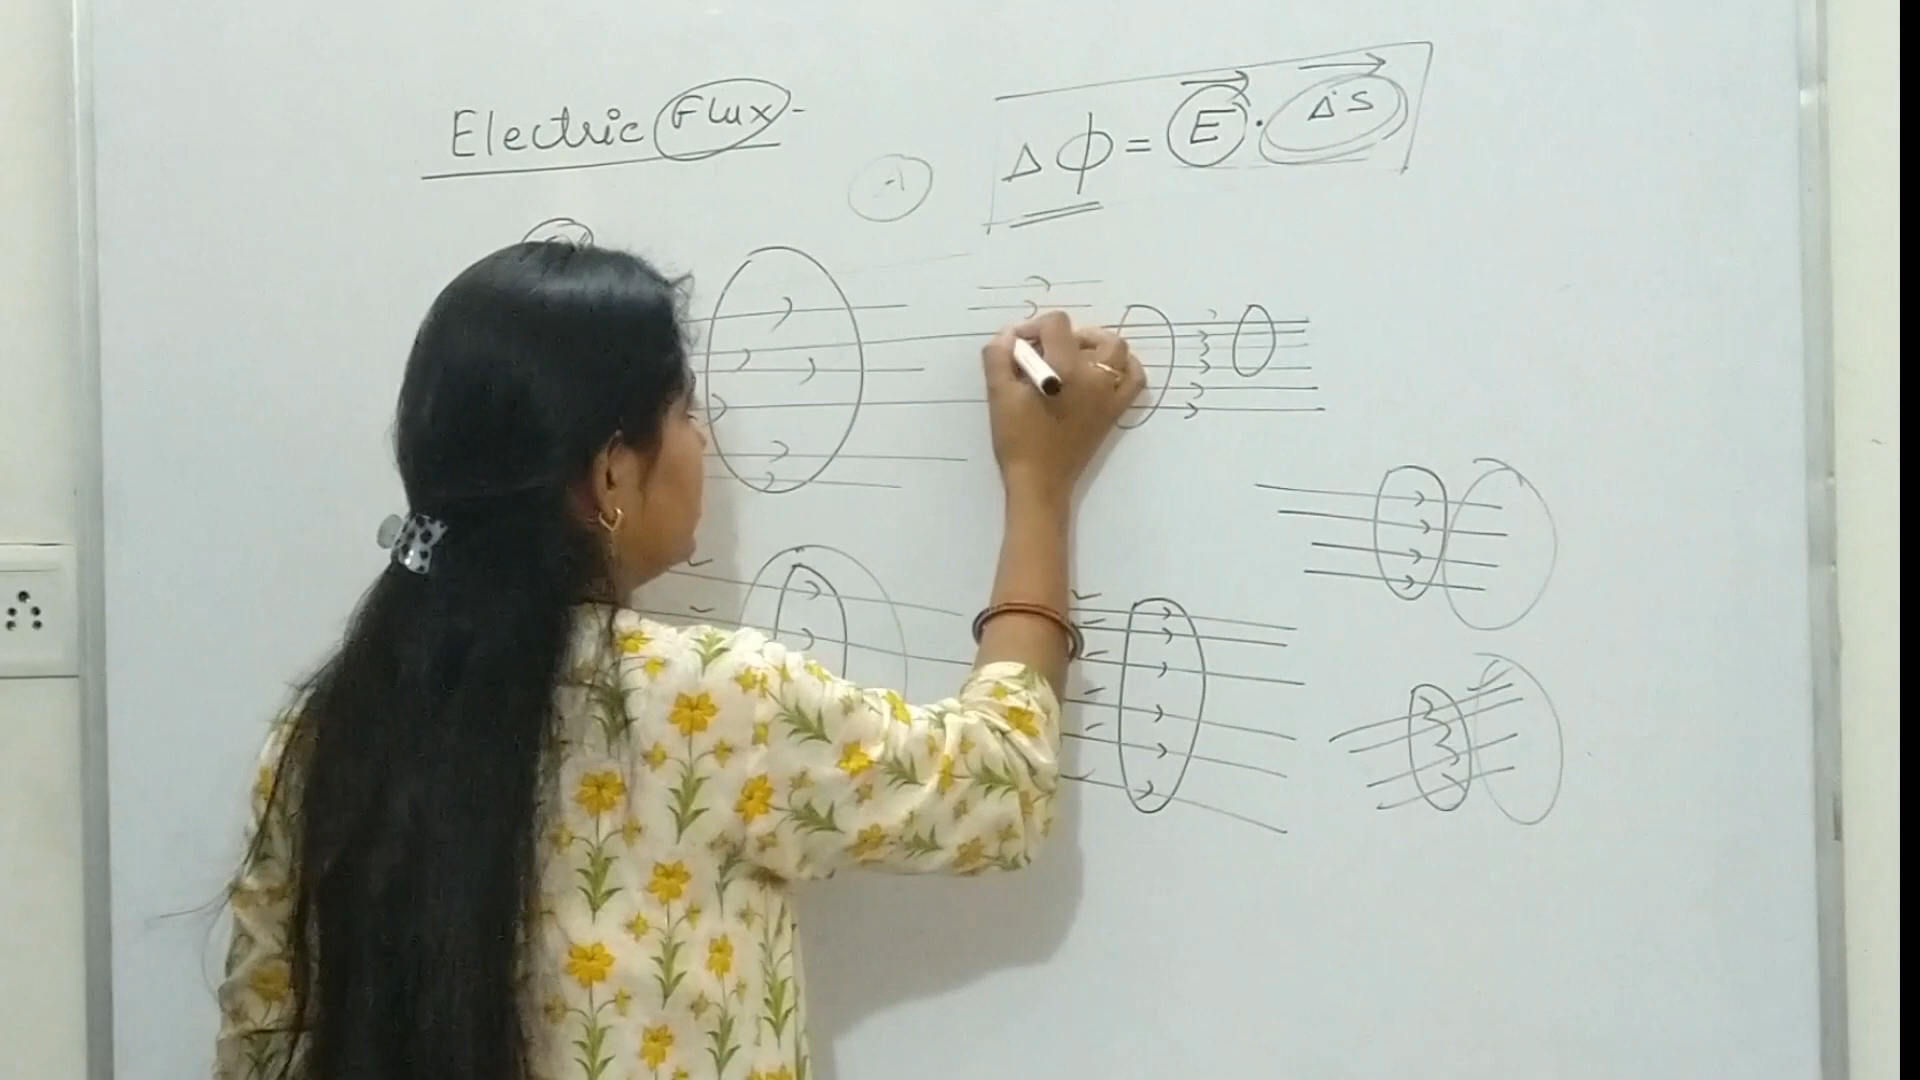 Electric Flux -
Δϕ = E⃗ · Δs⃗